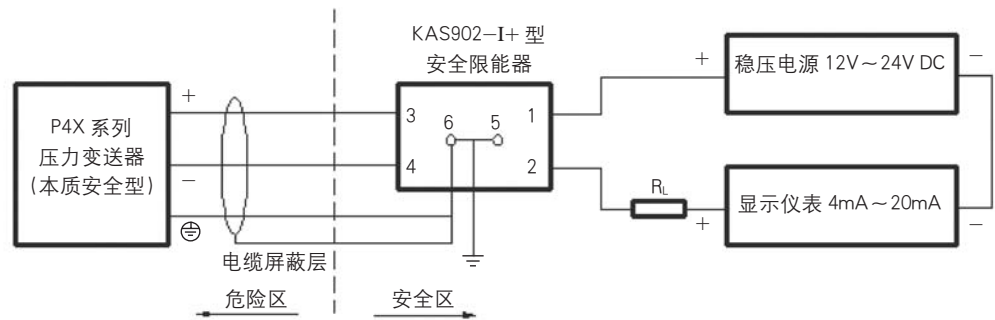 KAS902-I+ 型
安全限能器
P4X 系列
压力变送器
(本质安全型)
+
−
电缆屏蔽层
3
4
6
5
1
2
+
稳压电源 12V～24V DC
−
RL
+
显示仪表 4mA～20mA
−
危险区
安全区